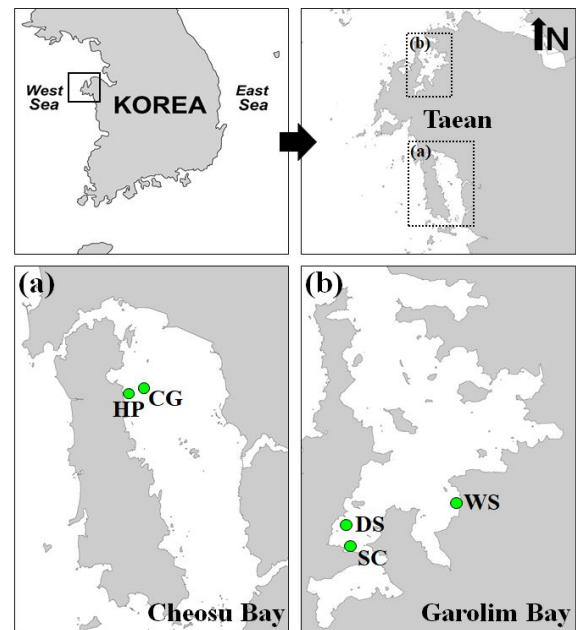 West
Sea
KOREA
East
Sea
N
(b)
Taean
(a)
(a)
HP
CG
Cheosu Bay
(b)
WS
DS
SC
Garolim Bay